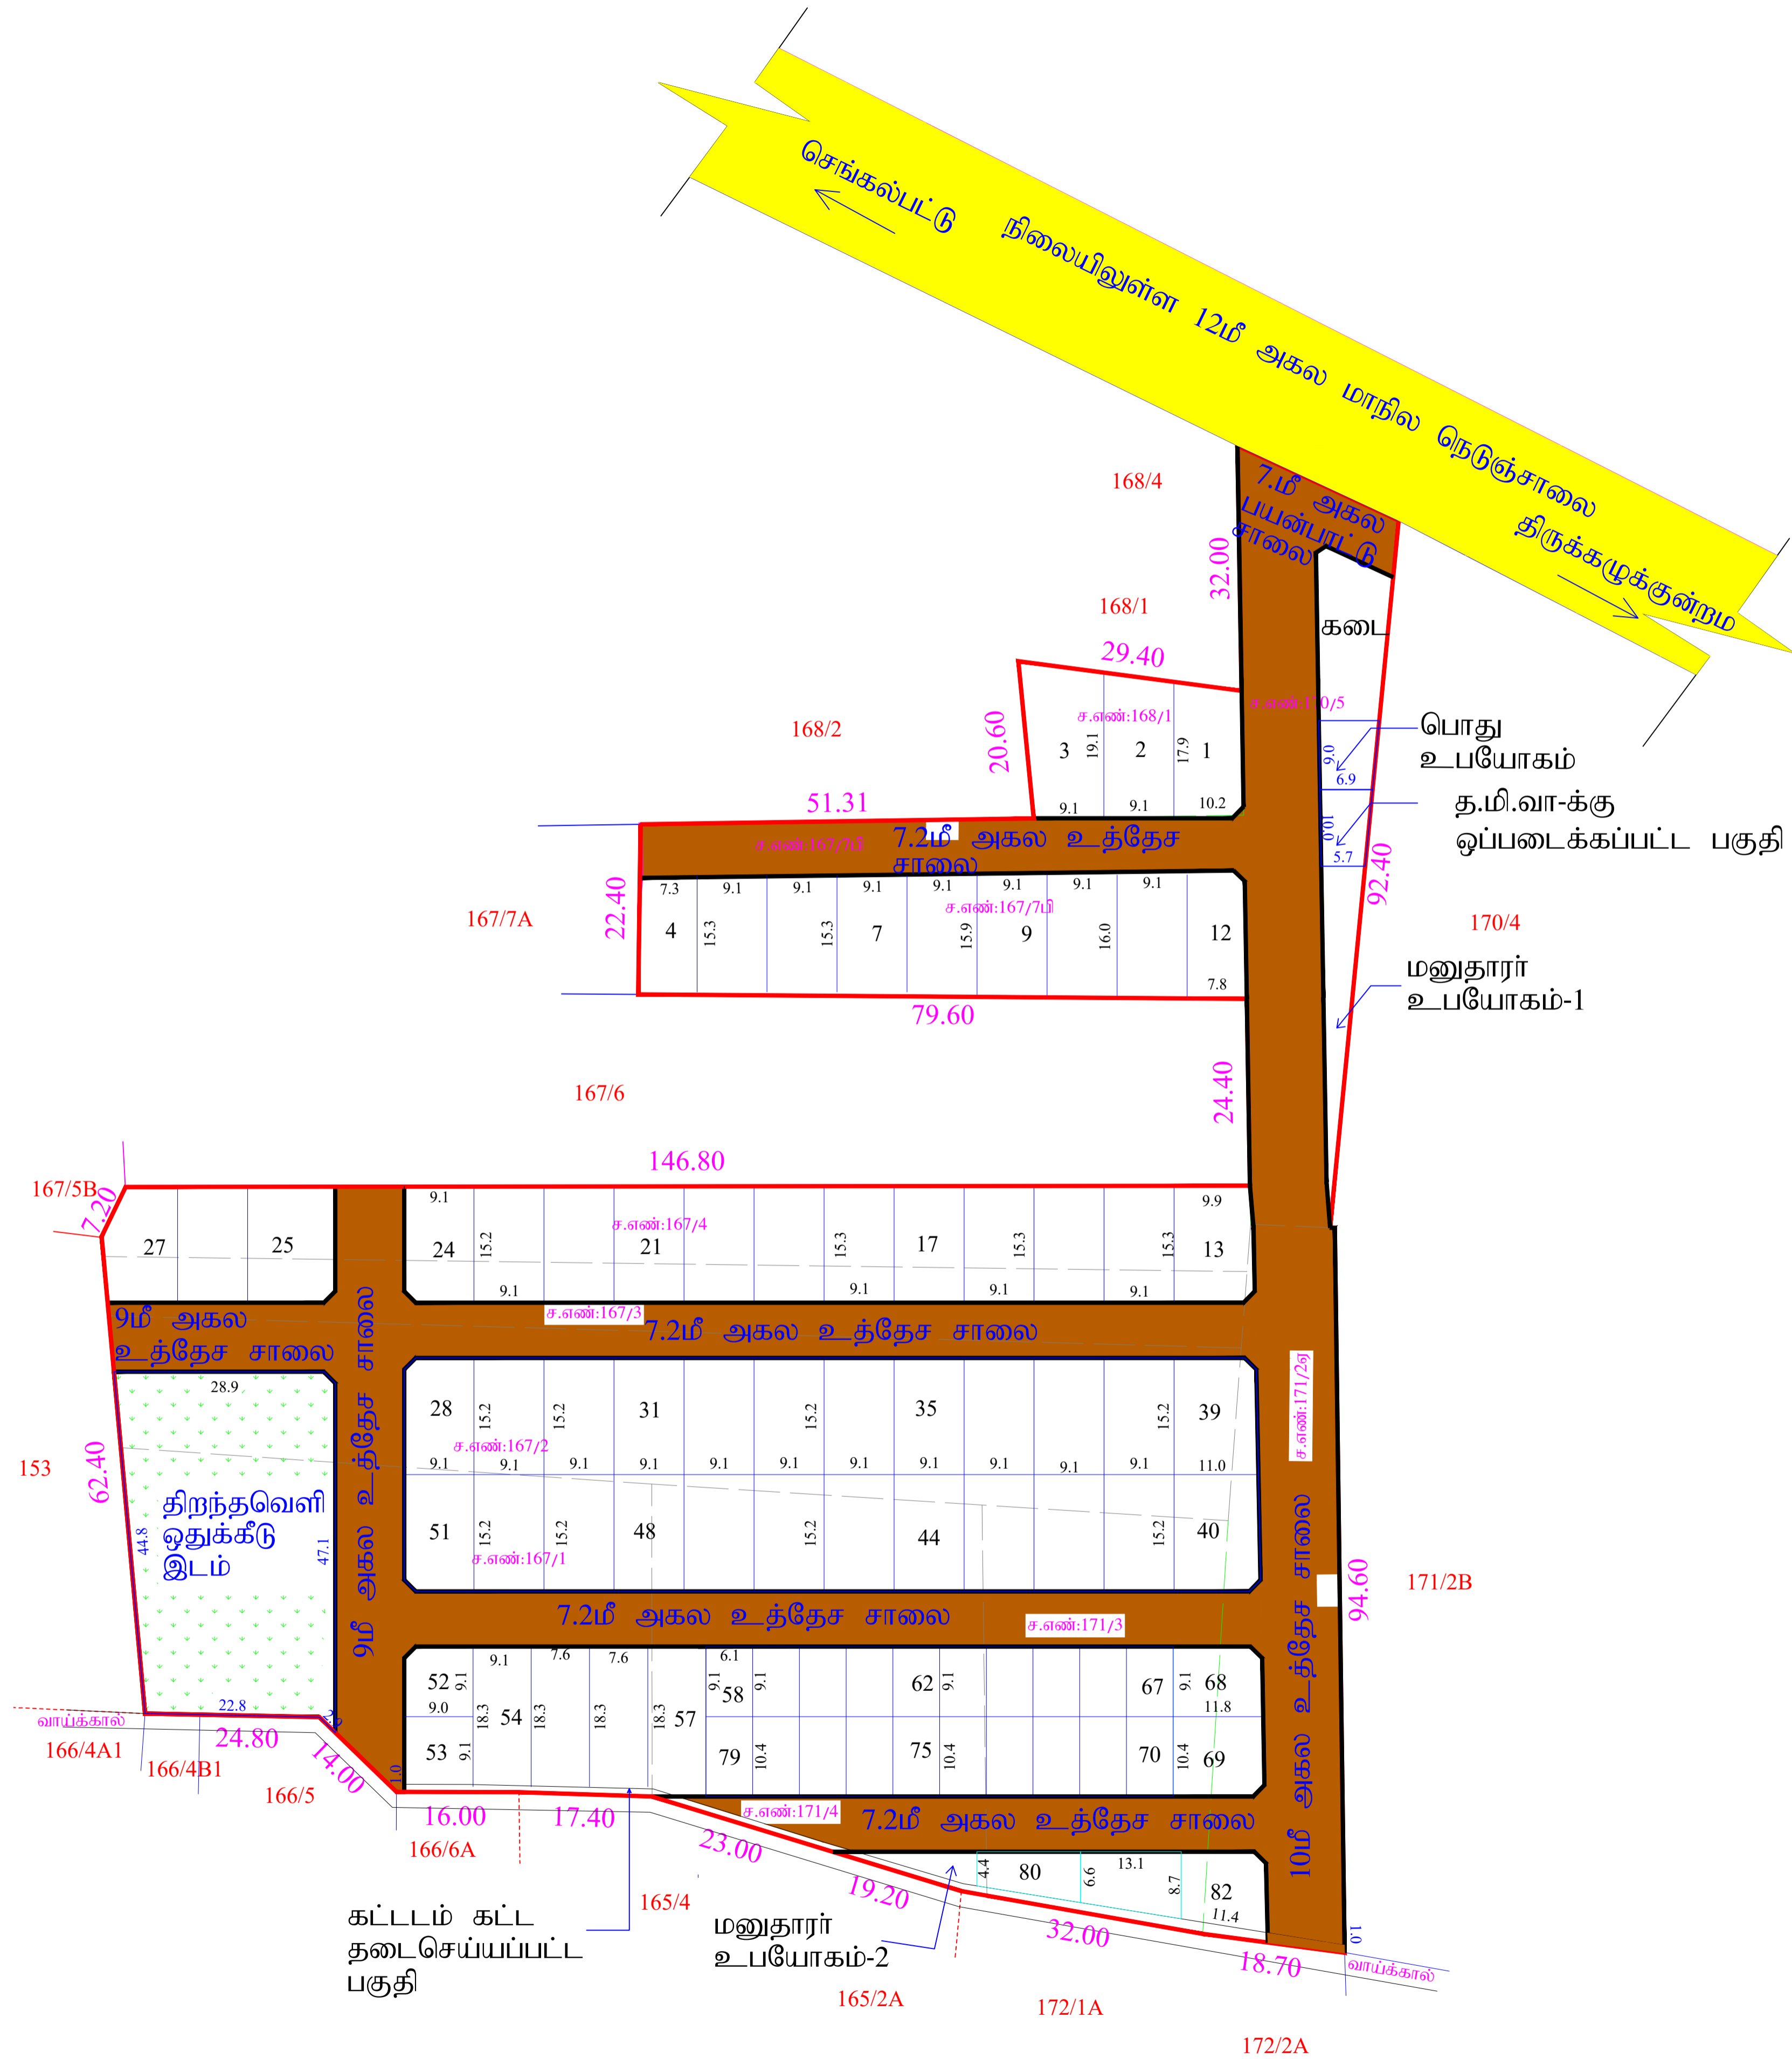 செங்கல்பட்டு
நிலையிலுள்ள 12மீ அகல மாநில நெடுஞ்சாலை
திருக்கழுக்குன்றம
7.மீ அகல
பயன்பாட்டு
சாலை
168/4
32.00
168/1
கடை
29.40
ச.எண்:168/1
ச.எண்:170/5
20.60
168/2
3
19.1
2
17.9
1
9.1
9.1
10.2
பொது
உபயோகம்
9.0
6.9
த.மி.வா-க்கு
ஒப்படைக்கப்பட்ட பகுதி
10.0
5.7
92.40
51.31
ச.எண்:167/7பி
7.2மீ அகல உத்தேச
சாலை
7.3
9.1
9.1
9.1
9.1
9.1
9.1
9.1
ச.எண்:167/7பி
167/7A
22.40
4
15.3
15.3
7
15.9
9
16.0
12
7.8
170/4
மனுதாரர்
உபயோகம்-1
79.60
167/6
24.40
146.80
167/5B
7.20
9.1
9.9
ச.எண்:167/4
27
25
24
15.2
21
15.3
17
15.3
15.3
13
9.1
9.1
9.1
9.1
ச.எண்:167/3
9மீ அகல
உத்தேச சாலை
7.2மீ அகல உத்தேச சாலை
9மீ அகல உத்தேச சாலை
ச.எண்:171/2ஏ
28.9
28
15.2
15.2
31
15.2
35
15.2
39
ச.எண்:167/2
9.1
9.1
9.1
9.1
9.1
9.1
9.1
9.1
9.1
9.1
9.1
11.0
153
62.40
திறந்தவெளி
ஒதுக்கீடு
இடம்
44.8
47.1
51
15.2
15.2
48
15.2
44
15.2
40
ச.எண்:167/1
94.60
171/2B
7.2மீ அகல உத்தேச சாலை
ச.எண்:171/3
10மீ அகல உத்தேச சாலை
9.1
7.6
7.6
6.1
52
9.1
9.1
58
9.1
62
9.1
67
9.1
68
9.0
18.3
54
18.3
18.3
18.3
57
11.8
53
9.1
79
10.4
75
10.4
70
10.4
69
22.8
வாய்க்கால்
24.80
166/4A1
166/4B1
14.00
166/5
1.0
16.00
17.40
166/6A
ச.எண்:171/4
7.2மீ அகல உத்தேச சாலை
23.00
19.20
4.4
80
6.6
13.1
8.7
82
11.4
165/4
கட்டடம் கட்ட
தடைசெய்யப்பட்ட
பகுதி
மனுதாரர்
உபயோகம்-2
32.00
18.70
1.0
வாய்க்கால்
165/2A
172/1A
172/2A